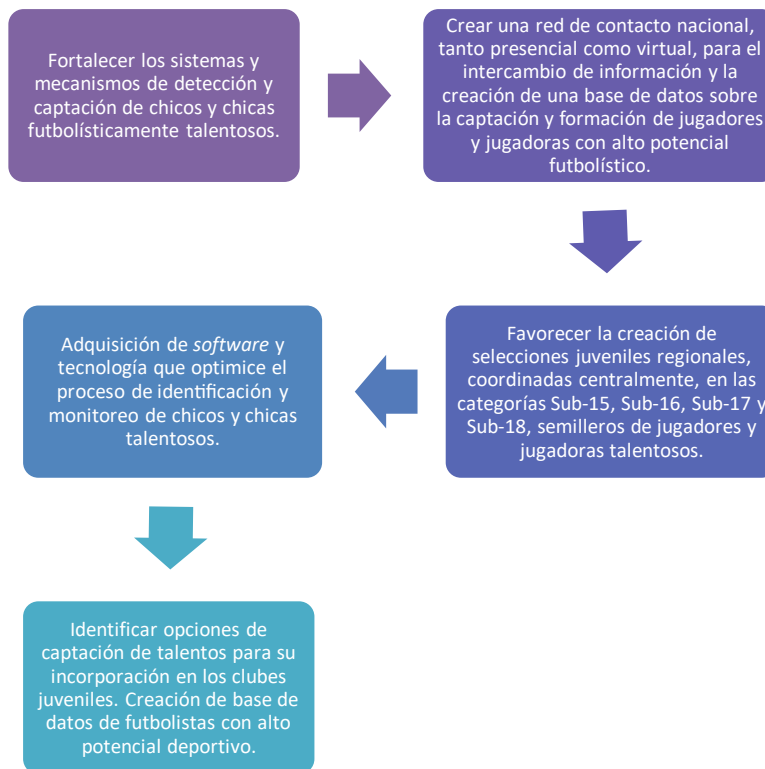 Fortalecer los sistemas y
mecanismos de detección y
captación de chicos y chicas
futbolísticamente talentosos.
Crear una red de contacto nacional,
tanto presencial como virtual, para el
intercambio de información y la
creación de una base de datos sobre
la captación y formación de jugadores
y jugadoras con alto potencial
futbolístico.
Favorecer la creación de
selecciones juveniles regionales,
coordinadas centralmente, en las
categorías Sub-15, Sub-16, Sub-17 y
Sub-18, semilleros de jugadores y
jugadoras talentosos.
Adquisición de software y
tecnología que optimice el
proceso de identificación y
monitoreo de chicos y chicas
talentosos.
Identificar opciones de
captación de talentos para su
incorporación en los clubes
juveniles. Creación de base de
datos de futbolistas con alto
potencial deportivo.